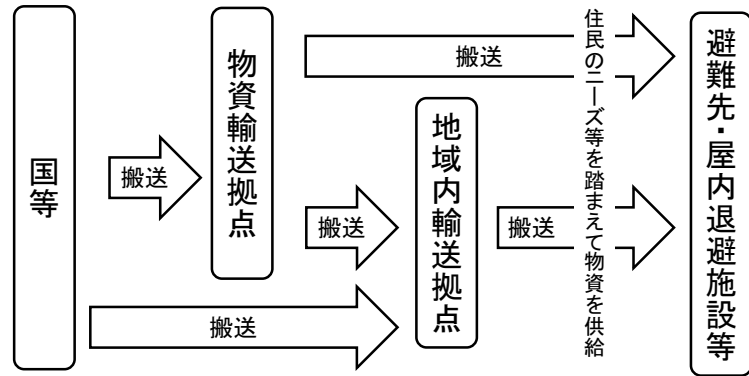 国等
搬送
物資輸送拠点
搬送
搬送
搬送
地域内輸送拠点
搬送
住民のニーズ等を踏まえて物資を供給
避難先・屋内退避施設等